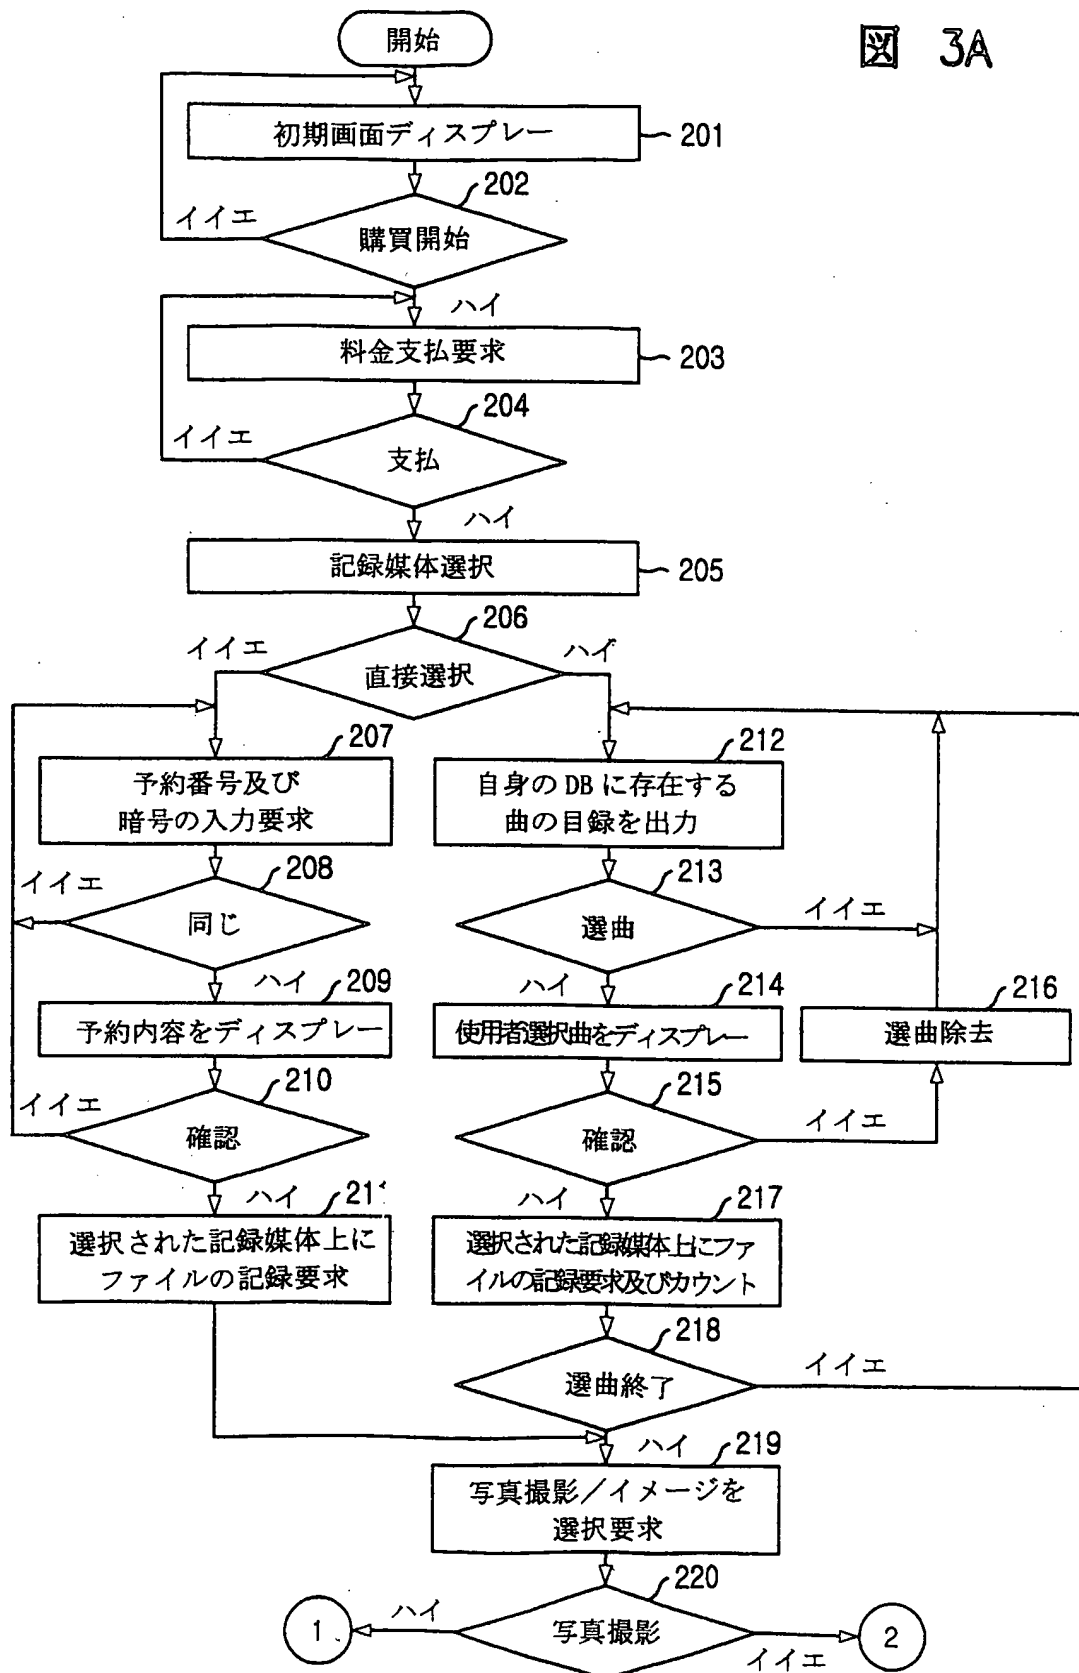 図 3A
開始
初期画面ディスプレー
201
202
イイエ
購買開始
ハイ
料金支払要求
203
204
イイエ
支払
ハイ
記録媒体選択
205
206
イイエ
ハイ
直接選択
207
予約番号及び
暗号の入力要求
212
自身の DB に存在する
曲の目録を出力
208
イイエ
同じ
213
イイエ
選曲
ハイ
209
予約内容をディスプレー
ハイ
214
使用者選択曲をディスプレー
216
選曲除去
210
イイエ
確認
215
イイエ
確認
ハイ
211
選択された記録媒体上に
ファイルの記録要求
ハイ
217
選択された記録媒体上にファ
イルの記録要求及びカウント
218
イイエ
選曲終了
ハイ
219
写真撮影/イメージを
選択要求
220
ハイ
写真撮影
イイエ
1
2